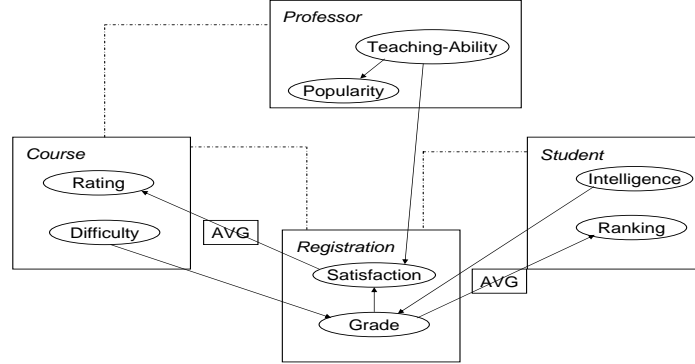 Professor
Teaching-Ability
Popularity
Course
Rating
Difficulty
AVG
Student
Intelligence
Ranking
AVG
Registration
Satisfaction
Grade